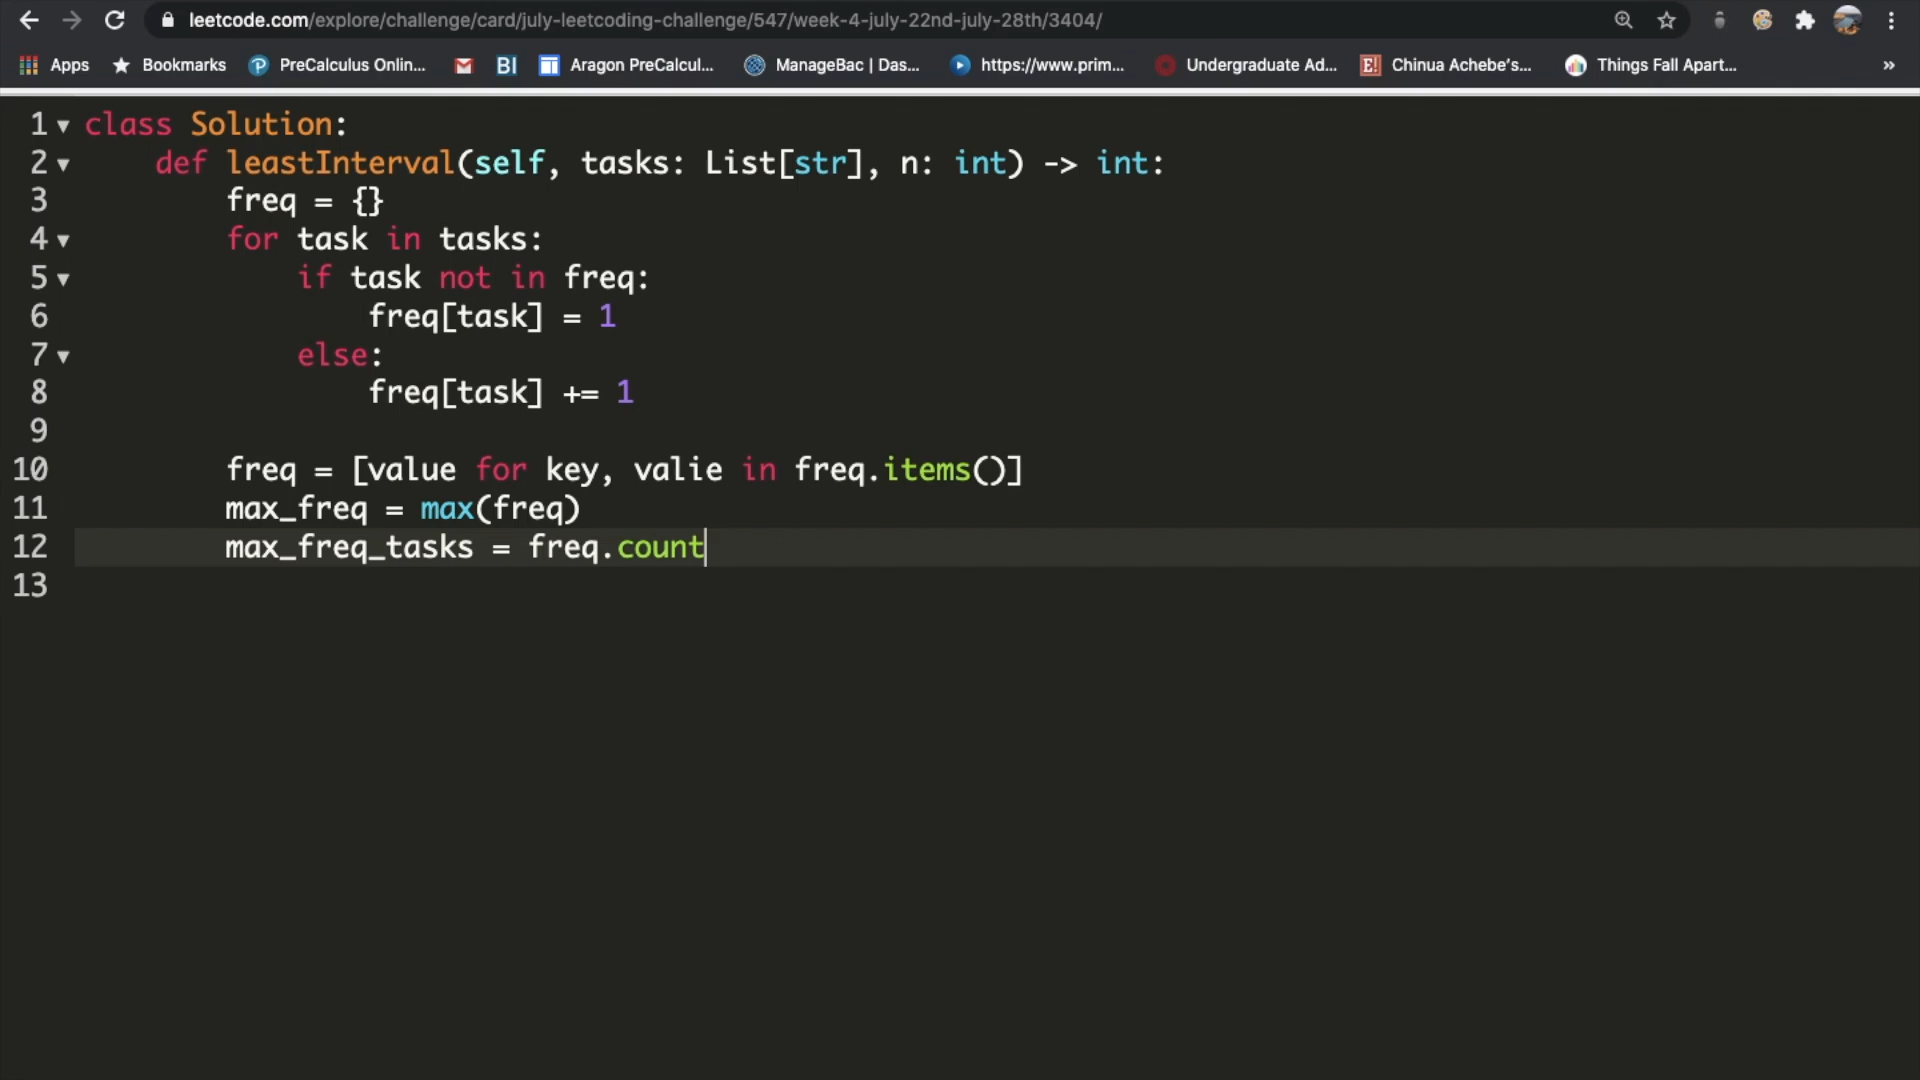 leetcode.com/explore/challenge/card/july-leetcoding-challenge/547/week-4-july-22nd-july-28th/3404/
Apps Bookmarks PreCalculus Onlin... BI Aragon PreCalcul... ManageBac | Das... https://www.prim... Undergraduate Ad... E! Chinua Achebe's... Things Fall Apart... »
1 class Solution:
2 def leastInterval(self, tasks: List[str], n: int) -> int:
3 freq = {}
4 for task in tasks:
5 if task not in freq:
6 freq[task] = 1
7 else:
8 freq[task] += 1
9
10 freq = [value for key, valie in freq.items()]
11 max_freq = max(freq)
12 max_freq_tasks = freq.count
13